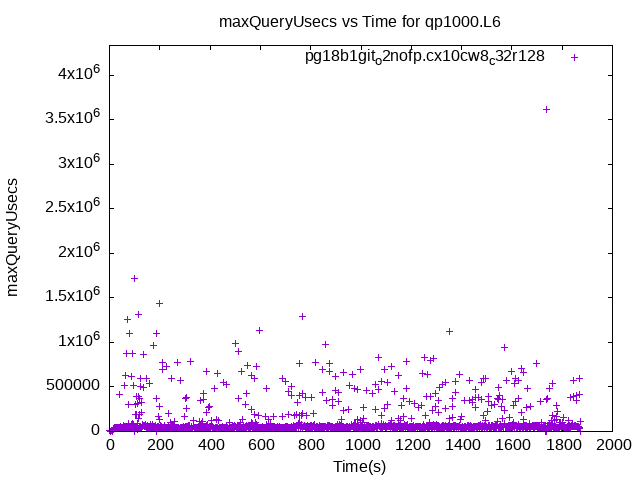 maxQueryUsecs vs Time for qp1000.L6
pg18b1git_o2nofp.cx10cw8_c32r128
4x10^6
3.5x10^6
3x10^6
2.5x10^6
2x10^6
1.5x10^6
1x10^6
500000
0
maxQueryUsecs
0 200 400 600 800 1000 1200 1400 1600 1800 2000
Time(s)